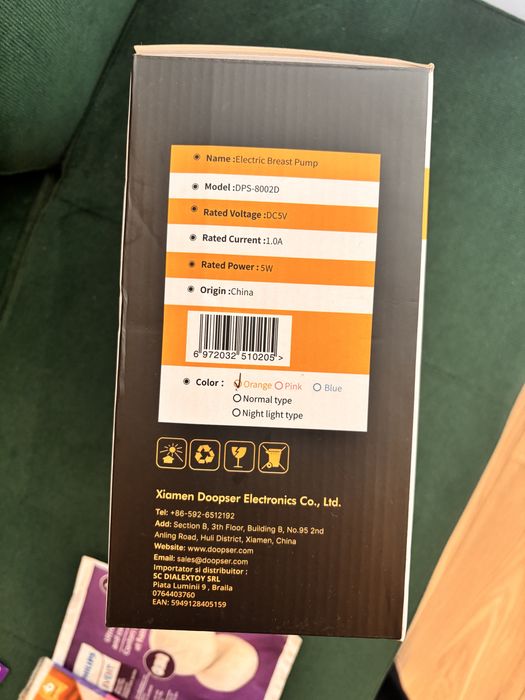 Name :Electric Breast Pump
Model :DPS-8002D
Rated Voltage :DC5V
Rated Current :1.0A
Rated Power : 5W
Origin :China
6 972032 510205 >
Color : Orange Pink Blue
Normal type
Night light type
Xiamen Doopser Electronics Co., Ltd.
Tel: +86-592-6512192
Add: Section B, 3th Floor, Building B, No.95 2nd
Anling Road, Huli District, Xiamen, China
Website: www.doopser.com
Email: sales@doopser.com
Importator si distribuitor :
SC DIALEXTOY SRL
Piata Luminii 9 , Braila
0764403760
EAN: 5949128405159
PHILIPS
AVENT